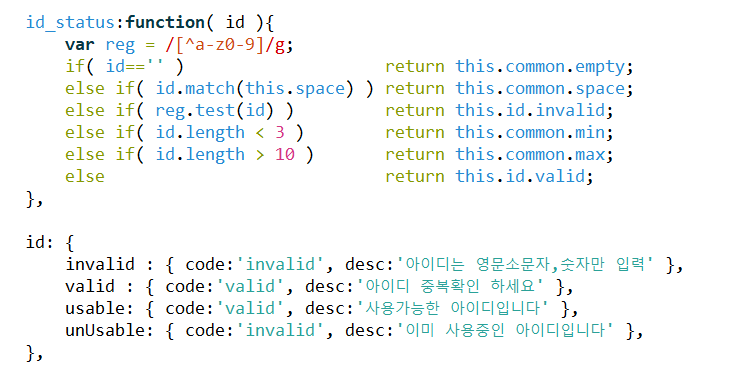 id_status:function( id ){
    var reg = /[^a-z0-9]/g;
    if( id=='' )                    return this.common.empty;
    else if( id.match(this.space) ) return this.common.space;
    else if( reg.test(id) )         return this.id.invalid;
    else if( id.length < 3 )        return this.common.min;
    else if( id.length > 10 )       return this.common.max;
    else                            return this.id.valid;
},

id: {
    invalid : { code:'invalid', desc:'아이디는 영문소문자,숫자만 입력' },
    valid : { code:'valid', desc:'아이디 중복확인 하세요' },
    usable: { code:'valid', desc:'사용가능한 아이디입니다' },
    unUsable: { code:'invalid', desc:'이미 사용중인 아이디입니다' },
},